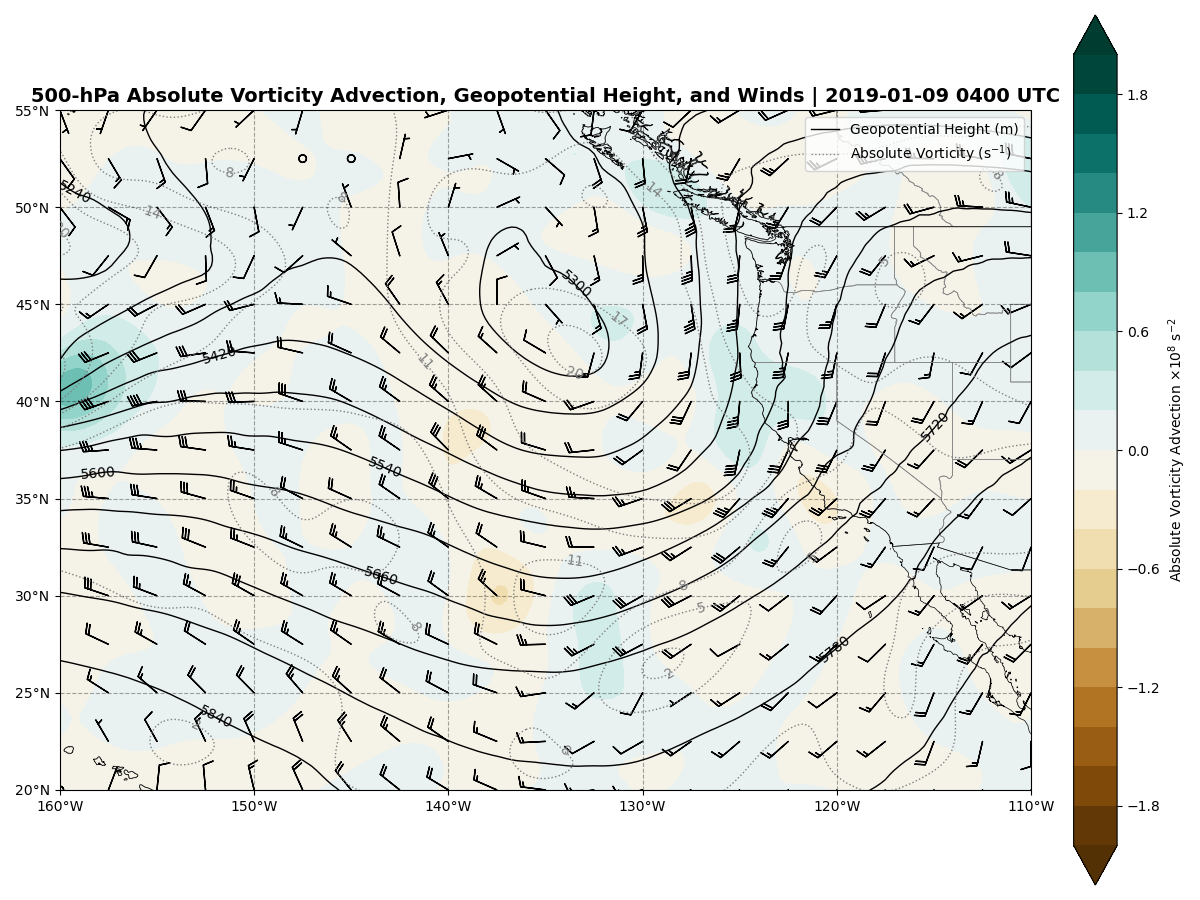 500-hPa Absolute Vorticity Advection, Geopotential Height, and Winds | 2019-01-09 0400 UTC
Geopotential Height (m)
Absolute Vorticity (s⁻¹)
55°N
50°N
45°N
40°N
35°N
30°N
25°N
20°N
160°W
150°W
140°W
130°W
120°W
110°W
5240
5300
5420
5540
5600
5660
5720
5780
5840
8
14
8
14
8
17
20
11
8
11
8
5
8
2
8
1.8
1.2
0.6
0.0
−0.6
−1.2
−1.8
Absolute Vorticity Advection ×10⁸ s⁻²